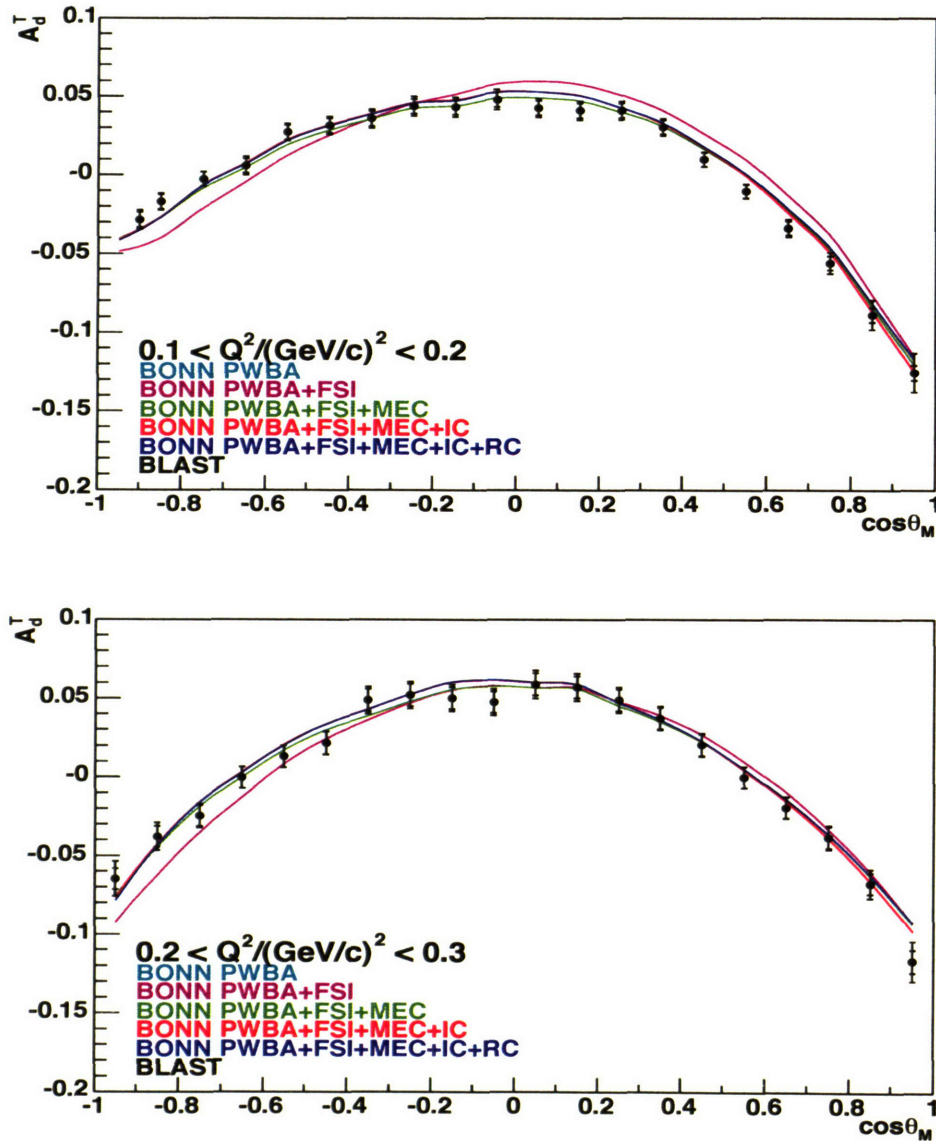 A_d^T
0.1
0.05
-0
-0.05
-0.1
-0.15
-0.2
0.1 < Q^2/(GeV/c)^2 < 0.2
BONN PWBA
BONN PWBA+FSI
BONN PWBA+FSI+MEC
BONN PWBA+FSI+MEC+IC
BONN PWBA+FSI+MEC+IC+RC
BLAST
-1 -0.8 -0.6 -0.4 -0.2 0 0.2 0.4 0.6 0.8 1
cosθ_M
A_d^T
0.1
0.05
-0
-0.05
-0.1
-0.15
-0.2
0.2 < Q^2/(GeV/c)^2 < 0.3
BONN PWBA
BONN PWBA+FSI
BONN PWBA+FSI+MEC
BONN PWBA+FSI+MEC+IC
BONN PWBA+FSI+MEC+IC+RC
BLAST
-1 -0.8 -0.6 -0.4 -0.2 0 0.2 0.4 0.6 0.8 1
cosθ_M